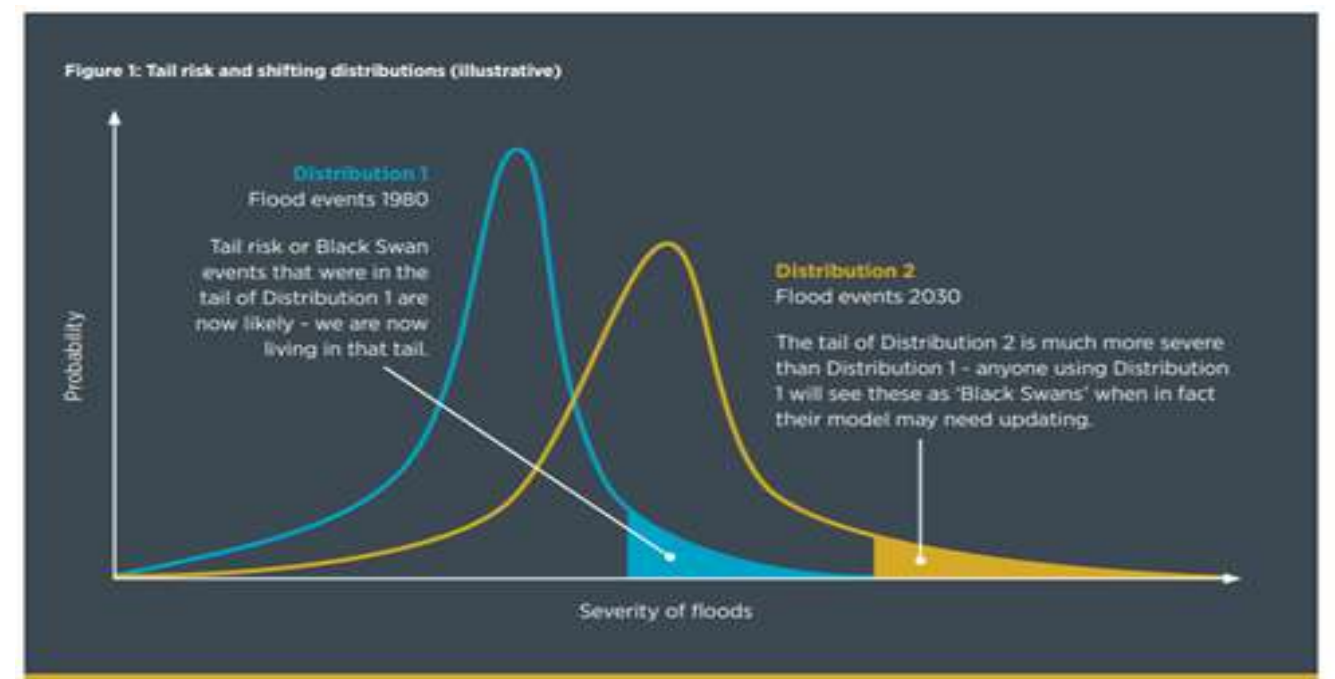 Figure 1: Tail risk and shifting distributions (illustrative)
Distribution 1
Flood events 1980
Tail risk or Black Swan
events that were in the
tail of Distribution 1 are
now likely - we are now
living in that tail.
Distribution 2
Flood events 2030
The tail of Distribution 2 is much more severe
than Distribution 1 - anyone using Distribution
1 will see these as 'Black Swans' when in fact
their model may need updating.
Probability
Severity of floods